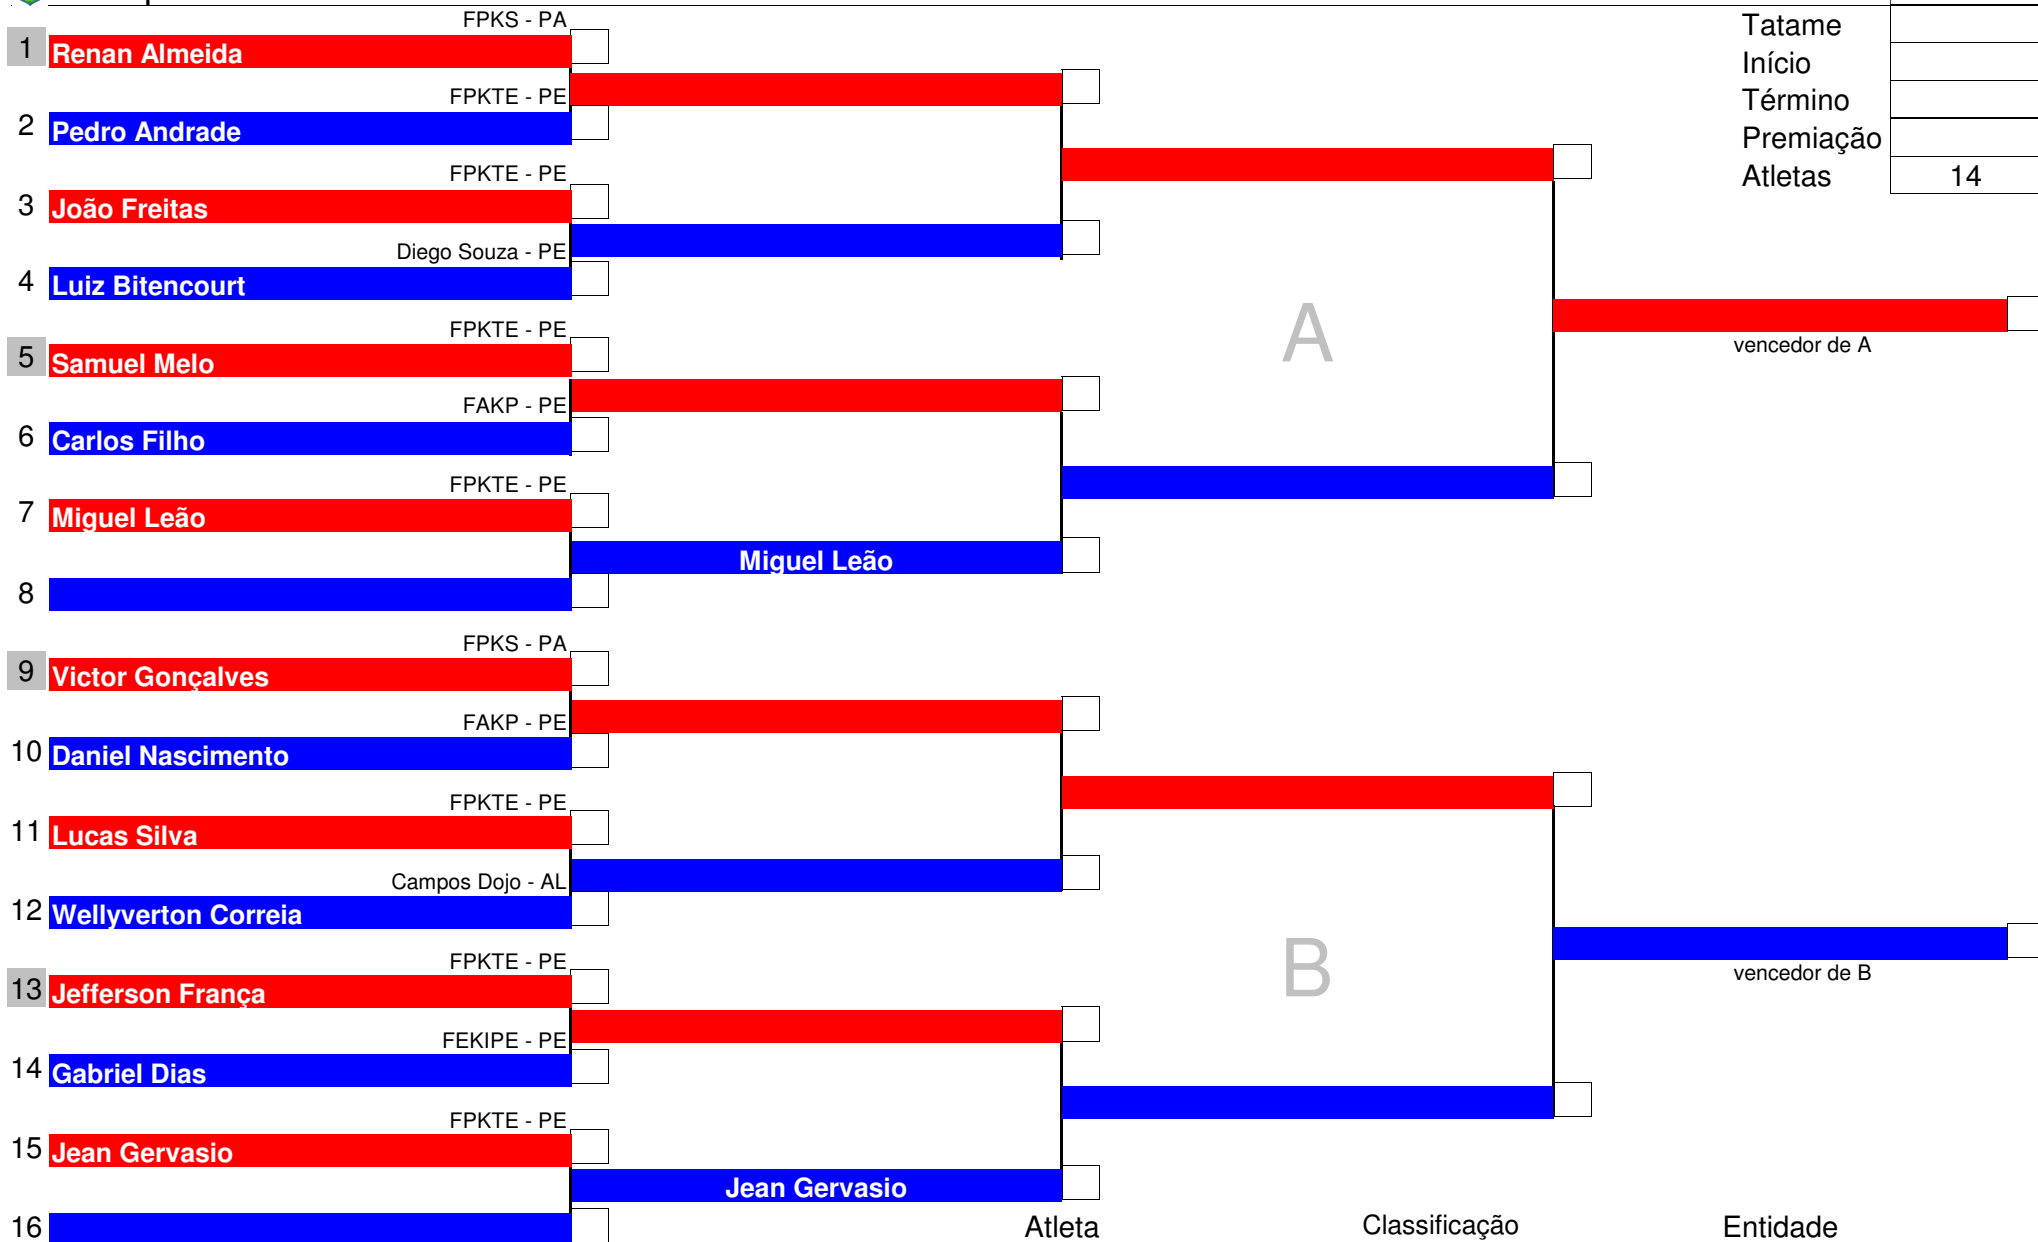 FPKS - PA
1 Renan Almeida
FPKTE - PE
2 Pedro Andrade
FPKTE - PE
3 João Freitas
Diego Souza - PE
4 Luiz Bitencourt
FPKTE - PE
5 Samuel Melo
FAKP - PE
6 Carlos Filho
FPKTE - PE
7 Miguel Leão
Miguel Leão
8
FPKS - PA
9 Victor Gonçalves
FAKP - PE
10 Daniel Nascimento
FPKTE - PE
11 Lucas Silva
Campos Dojo - AL
12 Wellyverton Correia
FPKTE - PE
13 Jefferson França
FEKIPE - PE
14 Gabriel Dias
FPKTE - PE
15 Jean Gervasio
Jean Gervasio
16
A
B
vencedor de A
vencedor de B
Tatame
Início
Término
Premiação
Atletas 14
Atleta Classificação Entidade